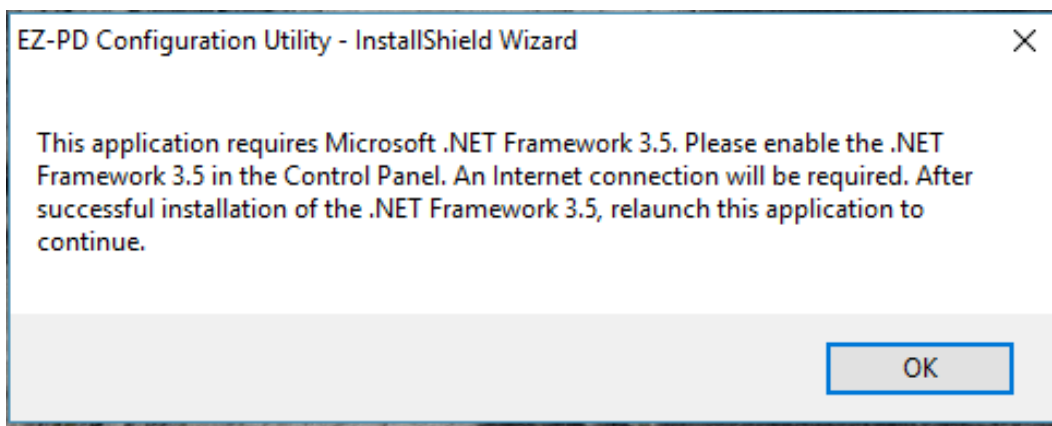 EZ-PD Configuration Utility - InstallShield Wizard
This application requires Microsoft .NET Framework 3.5. Please enable the .NET
Framework 3.5 in the Control Panel. An Internet connection will be required. After
successful installation of the .NET Framework 3.5, relaunch this application to
continue.
OK